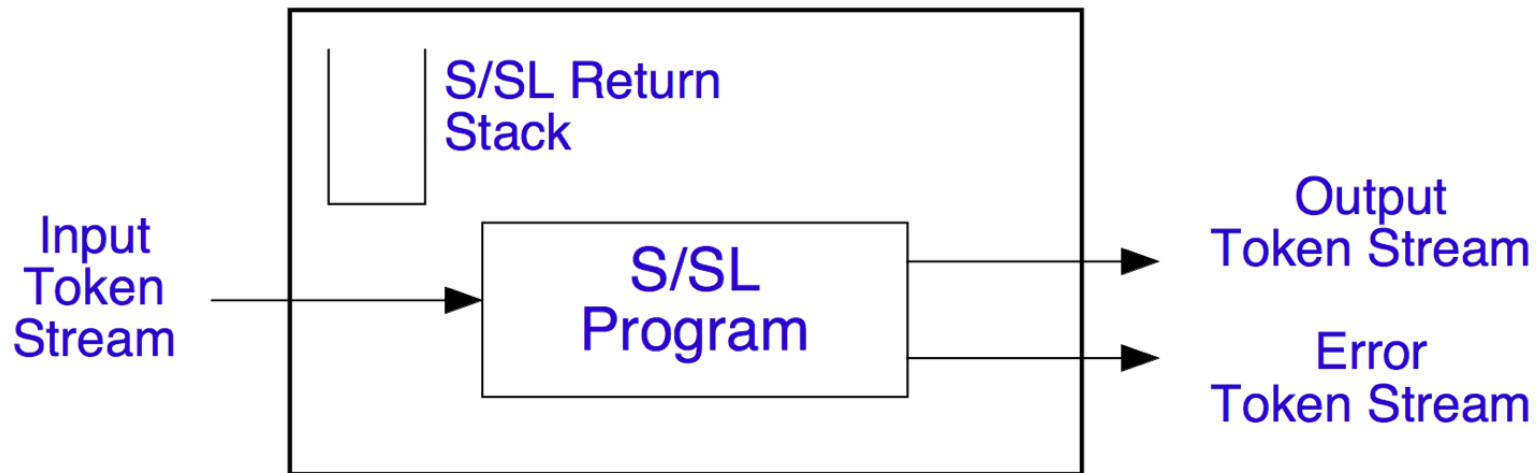 S/SL Return
Stack
Input
Token
Stream
S/SL
Program
Output
Token Stream
Error
Token Stream